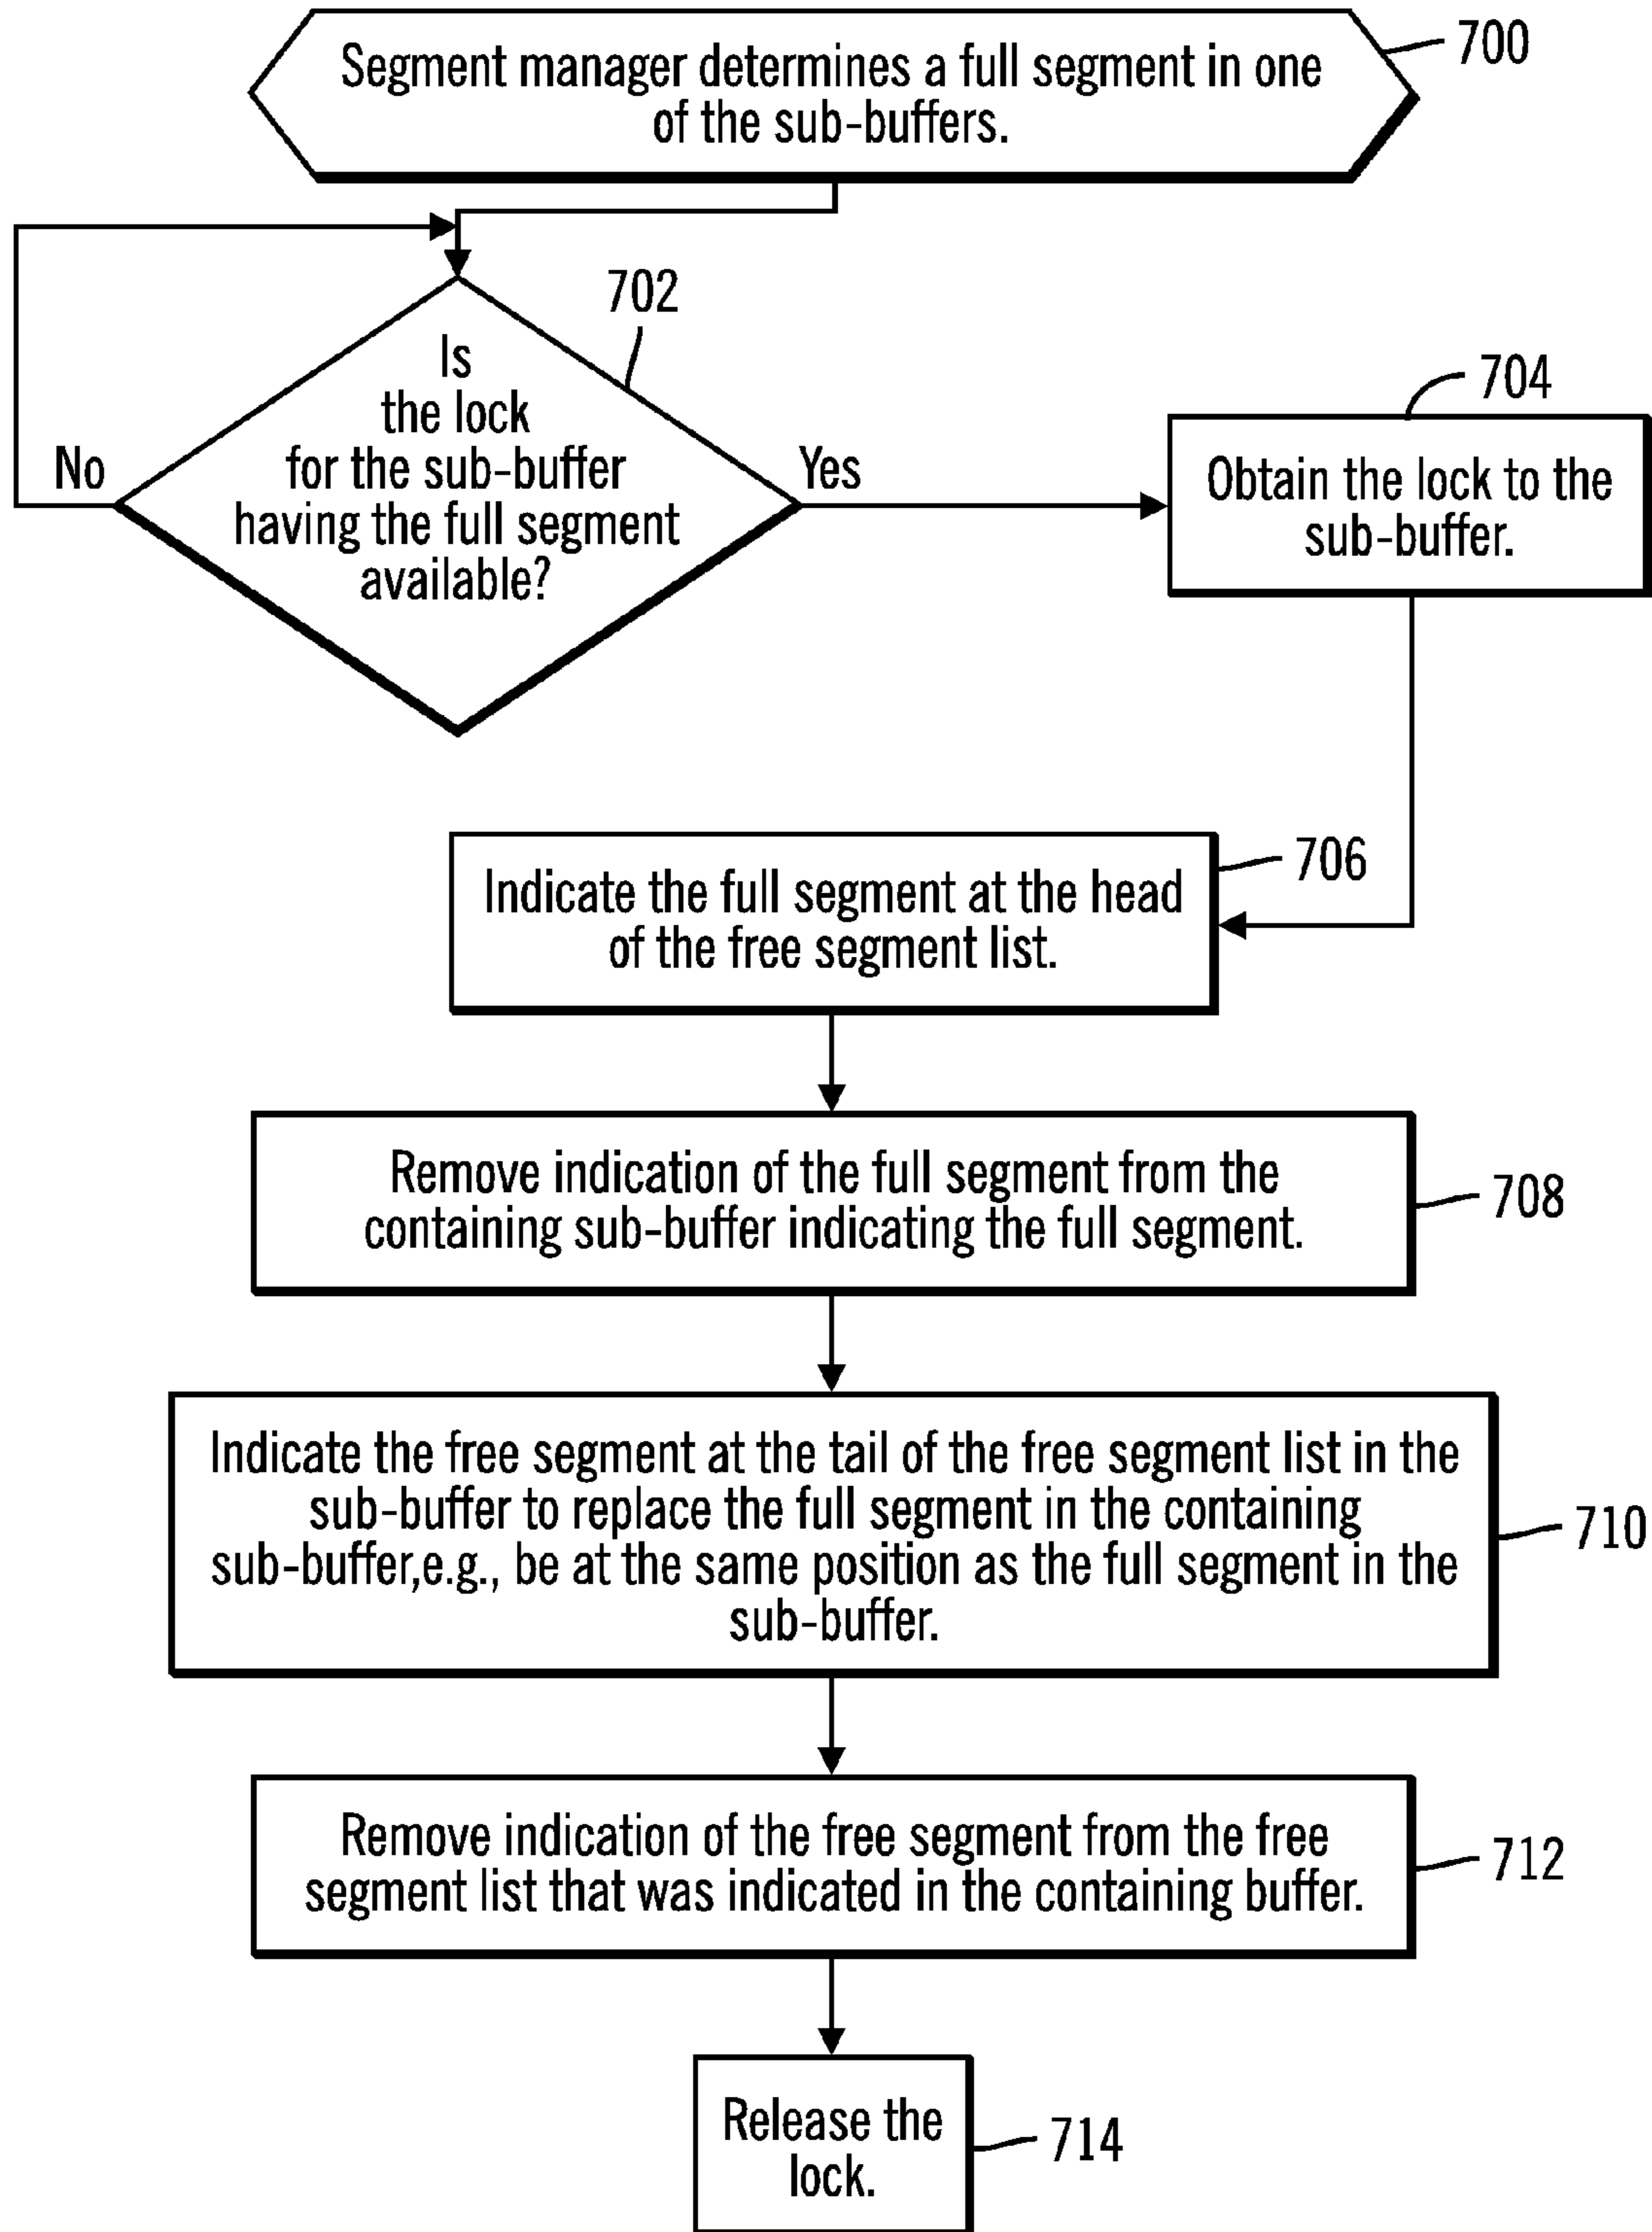 Segment manager determines a full segment in one
of the sub-buffers.
700
702
Is
the lock
for the sub-buffer
having the full segment
available?
No
Yes
704
Obtain the lock to the
sub-buffer.
706
Indicate the full segment at the head
of the free segment list.
Remove indication of the full segment from the
containing sub-buffer indicating the full segment.
708
Indicate the free segment at the tail of the free segment list in the
sub-buffer to replace the full segment in the containing
sub-buffer,e.g., be at the same position as the full segment in the
sub-buffer.
710
Remove indication of the free segment from the free
segment list that was indicated in the containing buffer.
712
Release the
lock.
714